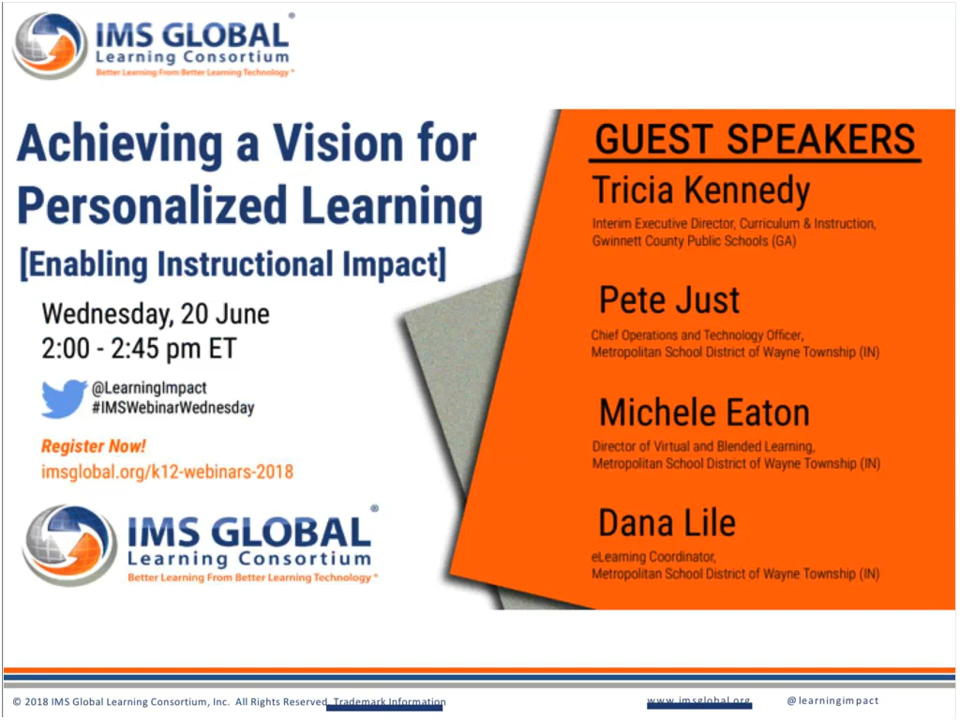 IMS GLOBAL®
Learning Consortium
Better Learning From Better Learning Technology®
Achieving a Vision for
Personalized Learning
[Enabling Instructional Impact]
Wednesday, 20 June
2:00 - 2:45 pm ET
@LearningImpact
#IMSWebinarWednesday
Register Now!
imsglobal.org/k12-webinars-2018
IMS GLOBAL®
Learning Consortium
Better Learning From Better Learning Technology®
GUEST SPEAKERS
Tricia Kennedy
Interim Executive Director, Curriculum & Instruction,
Gwinnett County Public Schools (GA)
Pete Just
Chief Operations and Technology Officer,
Metropolitan School District of Wayne Township (IN)
Michele Eaton
Director of Virtual and Blended Learning,
Metropolitan School District of Wayne Township (IN)
Dana Lile
eLearning Coordinator,
Metropolitan School District of Wayne Township (IN)
© 2018 IMS Global Learning Consortium, Inc. All Rights Reserved. Trademark Information www.imsglobal.org @learningimpact